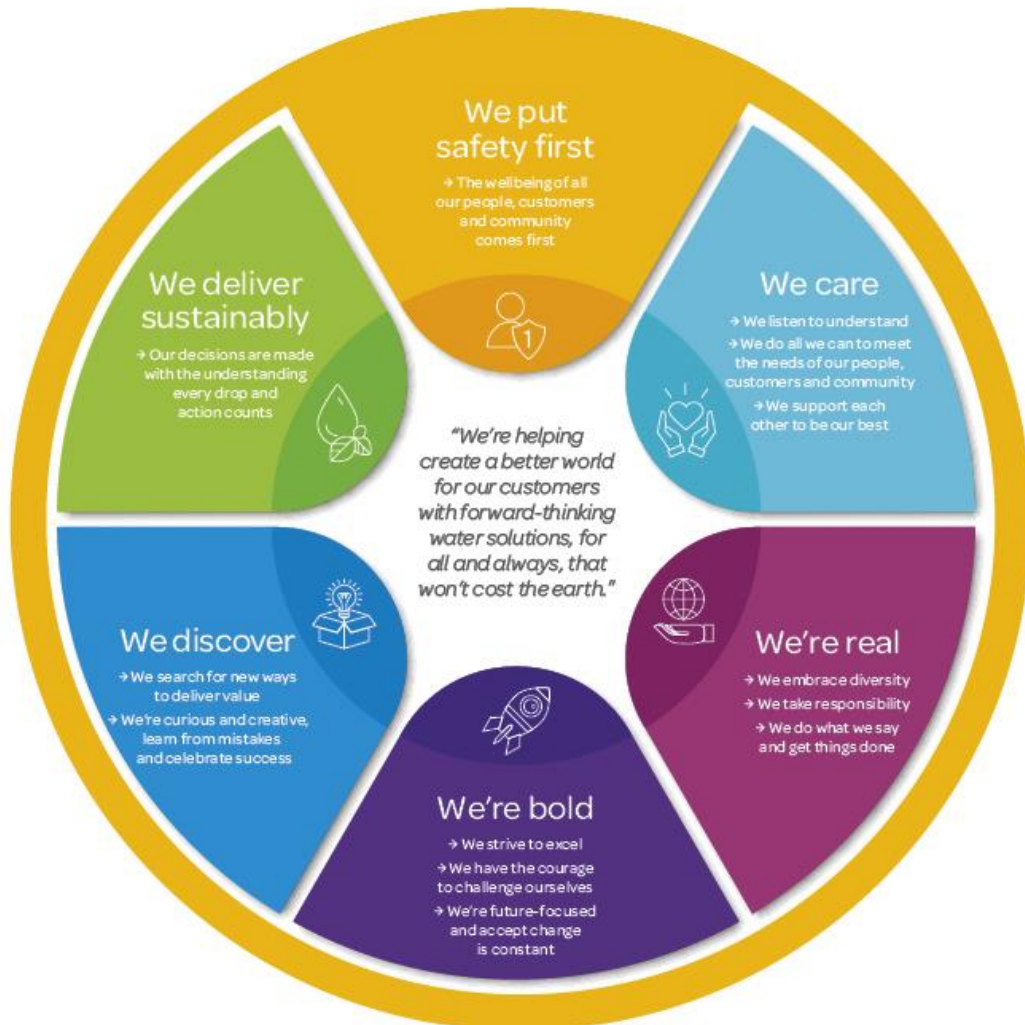 We put
safety first
→ The wellbeing of all
our people, customers
and community
comes first
1
We care
→ We listen to understand
→ We do all we can to meet
the needs of our people,
customers and community
→ We support each
other to be our best
We're real
→ We embrace diversity
→ We take responsibility
→ We do what we say
and get things done
We're bold
→ We strive to excel
→ We have the courage
to challenge ourselves
→ We're future-focused
and accept change
is constant
We discover
→ We search for new ways
to deliver value
→ We're curious and creative,
learn from mistakes
and celebrate success
We deliver
sustainably
→ Our decisions are made
with the understanding
every drop and
action counts
"We're helping
create a better world
for our customers
with forward-thinking
water solutions, for
all and always, that
won't cost the earth."